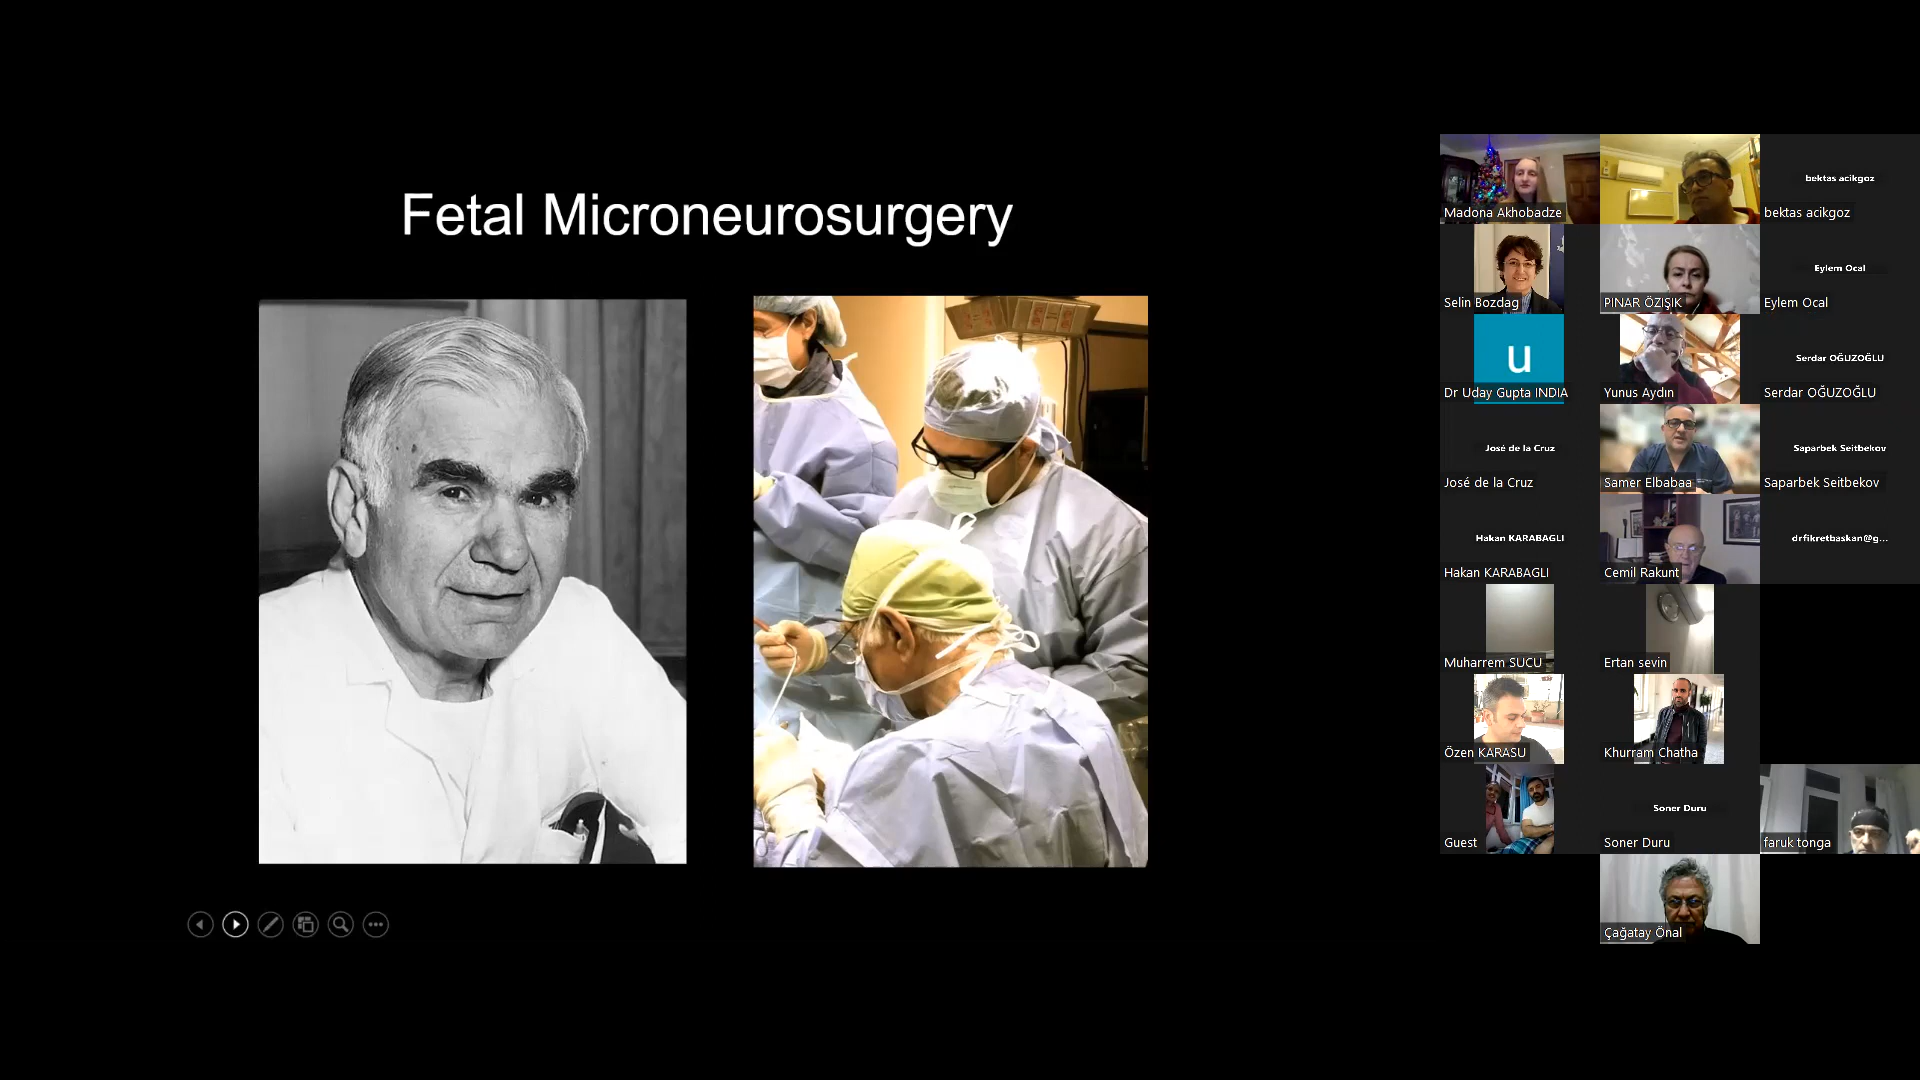 Fetal Microneurosurgery
Madona Akhobadze
bektas acikgoz
bektas acikgoz
Selin Bozdag
PINAR ÖZIŞIK
Eylem Ocal
Eylem Ocal
u
Dr Uday Gupta INDIA
Yunus Aydın
Serdar OĞUZOĞLU
Serdar OĞUZOĞLU
José de la Cruz
José de la Cruz
Samer Elbabaa
Saparbek Seitbekov
Saparbek Seitbekov
Hakan KARABAGLI
Hakan KARABAGLI
Cemil Rakunt
drfikretbaskan@g...
Muharrem SUCU
Ertan sevin
Özen KARASU
Khurram Chatha
Guest
Soner Duru
Soner Duru
faruk tonga
Çağatay Önal